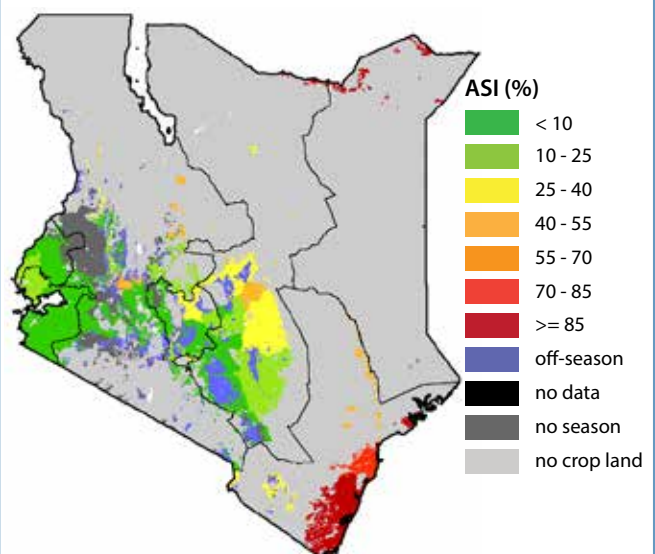 ASI (%)
< 10
10 - 25
25 - 40
40 - 55
55 - 70
70 - 85
>= 85
off-season
no data
no season
no crop land